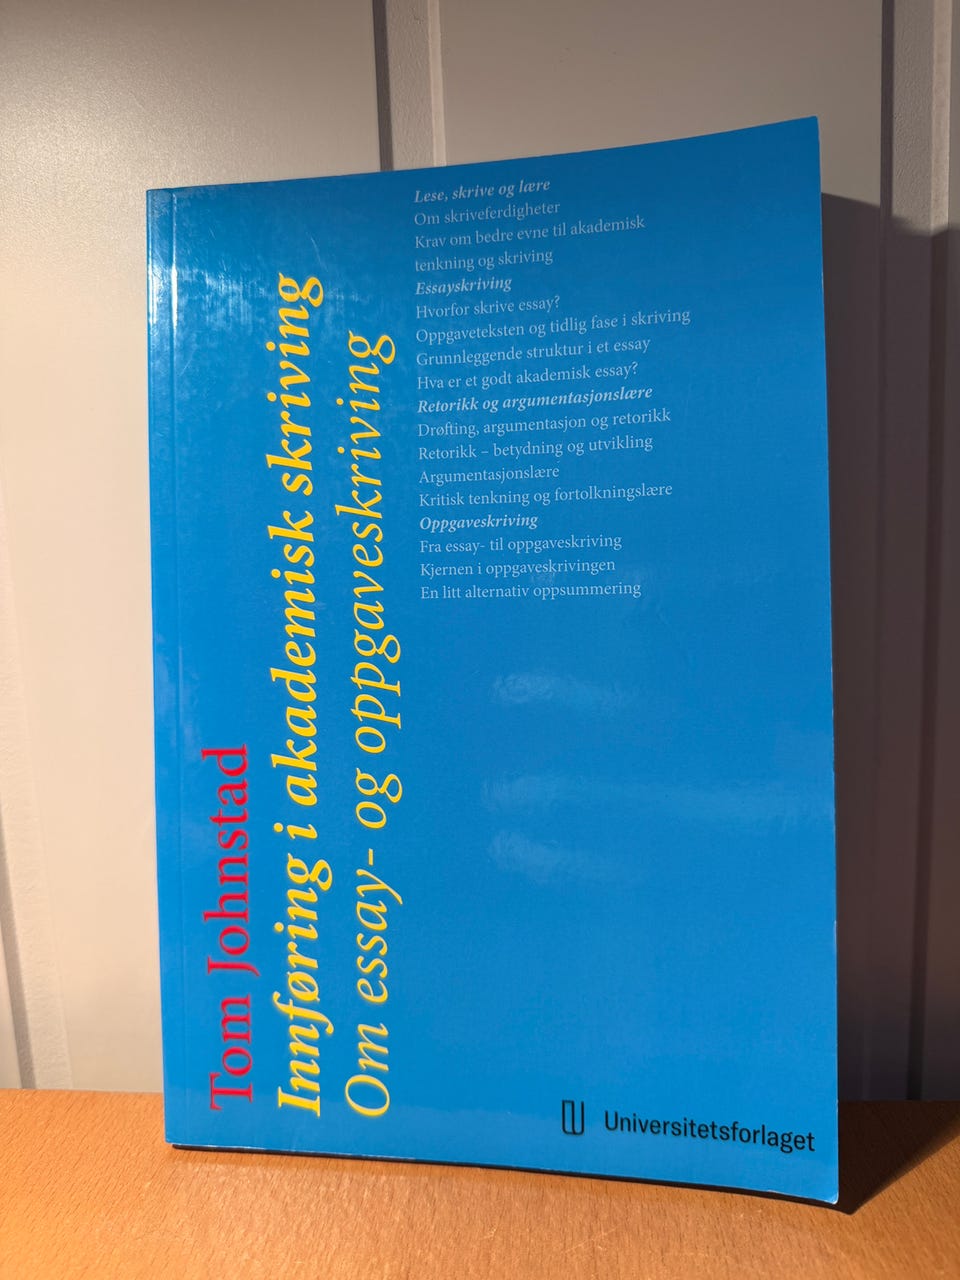 Tom Johnstad
Innføring i akademisk skriving
Om essay- og oppgaveskriving
Lese, skrive og lære
Om skriveferdigheter
Krav om bedre evne til akademisk
tenkning og skriving
Essayskriving
Hvorfor skrive essay?
Oppgaveteksten og tidlig fase i skriving
Grunnleggende struktur i et essay
Hva er et godt akademisk essay?
Retorikk og argumentasjonslære
Drøfting, argumentasjon og retorikk
Retorikk – betydning og utvikling
Argumentasjonslære
Kritisk tenkning og fortolkningslære
Oppgaveskriving
Fra essay- til oppgaveskriving
Kjernen i oppgaveskrivingen
En litt alternativ oppsummering
Universitetsforlaget